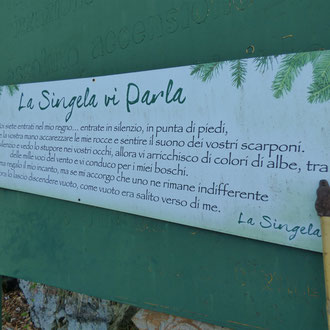 La Singela vi Parla
siete entrati nel mio regno... entrate in silenzio, in punta di piedi,
la vostra mano accarezzare le mie rocce e sentire il suono dei vostri scarponi.
e vedo lo stupore nei vostri occhi, allora vi arricchisco di colori di albe, tra
delle mille voci del vento e vi conduco per i miei boschi.
regalo il mio incanto, ma se mi accorgo che uno ne rimane indifferente
lo lascio discendere vuoto, come vuoto era salito verso di me.
La Singela